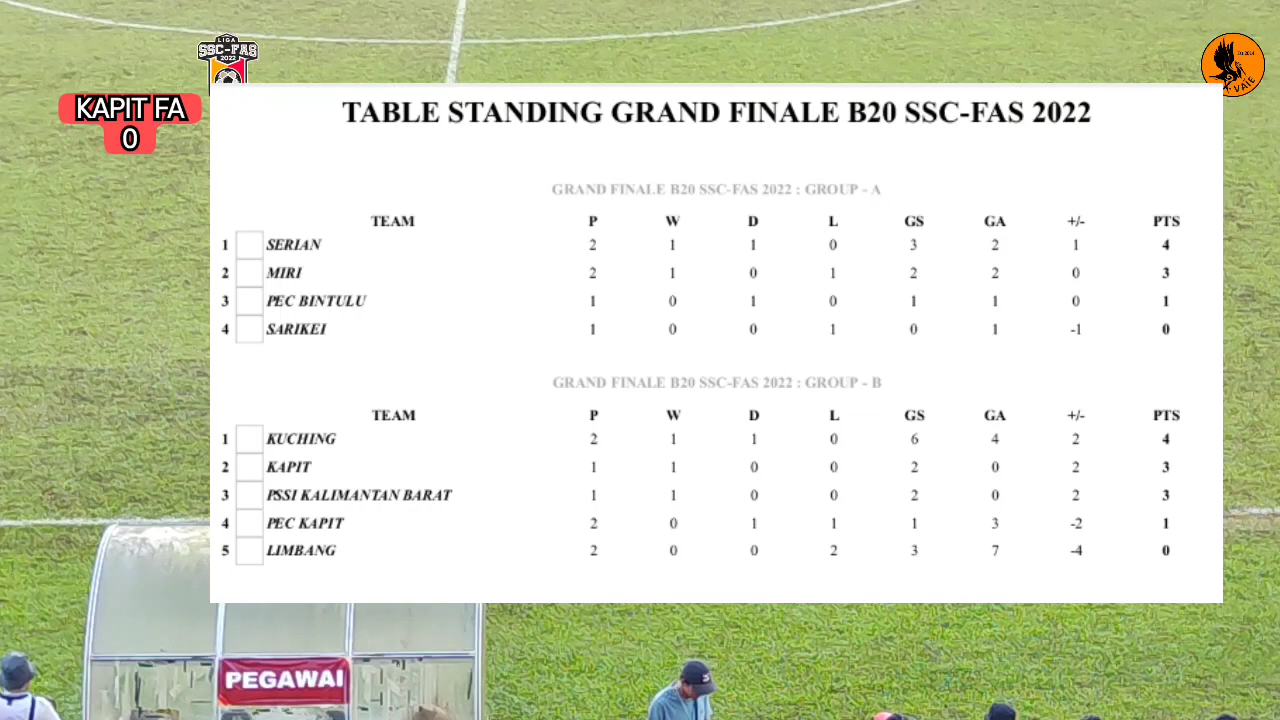 LIGA
SSC-FAS
2022
KAPIT FA
0
TABLE STANDING GRAND FINALE B20 SSC-FAS 2022
GRAND FINALE B20 SSC-FAS 2022 : GROUP - A
TEAM P W D L GS GA +/- PTS
1 SERIAN 2 1 1 0 3 2 1 4
2 MIRI 2 1 0 1 2 2 0 3
3 PEC BINTULU 1 0 1 0 1 1 0 1
4 SARIKEI 1 0 0 1 0 1 -1 0
GRAND FINALE B20 SSC-FAS 2022 : GROUP - B
TEAM P W D L GS GA +/- PTS
1 KUCHING 2 1 1 0 6 4 2 4
2 KAPIT 1 1 0 0 2 0 2 3
3 PSSI KALIMANTAN BARAT 1 1 0 0 2 0 2 3
4 PEC KAPIT 2 0 1 1 1 3 -2 1
5 LIMBANG 2 0 0 2 3 7 -4 0
PEGAWAI